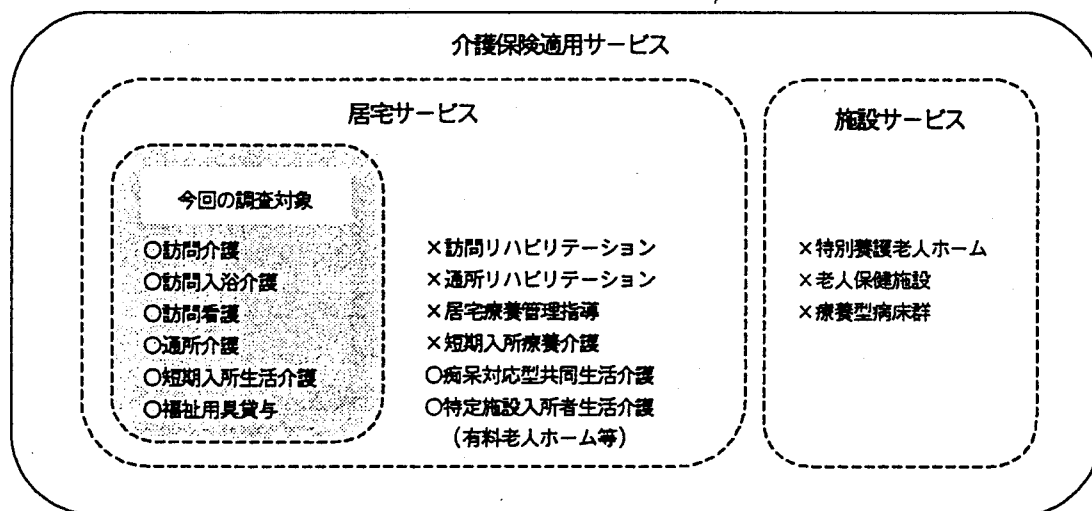 介護保険適用サービス
居宅サービス
今回の調査対象
○訪問介護
○訪問入浴介護
○訪問看護
○通所介護
○短期入所生活介護
○福祉用具貸与
×訪問リハビリテーション
×通所リハビリテーション
×居宅療養管理指導
×短期入所療養介護
○痴呆対応型共同生活介護
○特定施設入所者生活介護
(有料老人ホーム等)
施設サービス
×特別養護老人ホーム
×老人保健施設
×療養型病床群